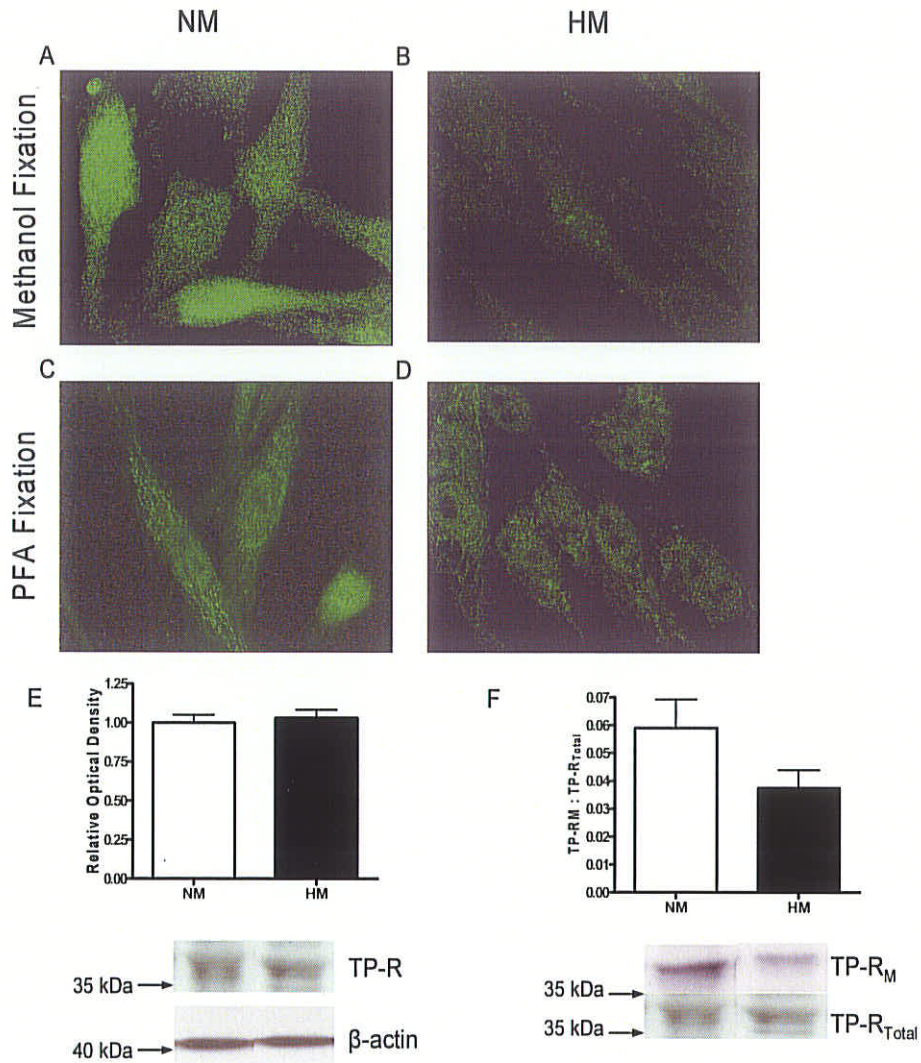 NM
HM
A
B
Methanol Fixation
C
D
PFA Fixation
E
Relative Optical Density
1.25
1.00
0.75
0.50
0.25
0.00
NM
HM
F
TP-RM : TP-RTotal
0.07
0.06
0.05
0.04
0.03
0.02
0.01
0.00
NM
HM
TP-R
35 kDa
β-actin
40 kDa
TP-RM
35 kDa
TP-RTotal
35 kDa